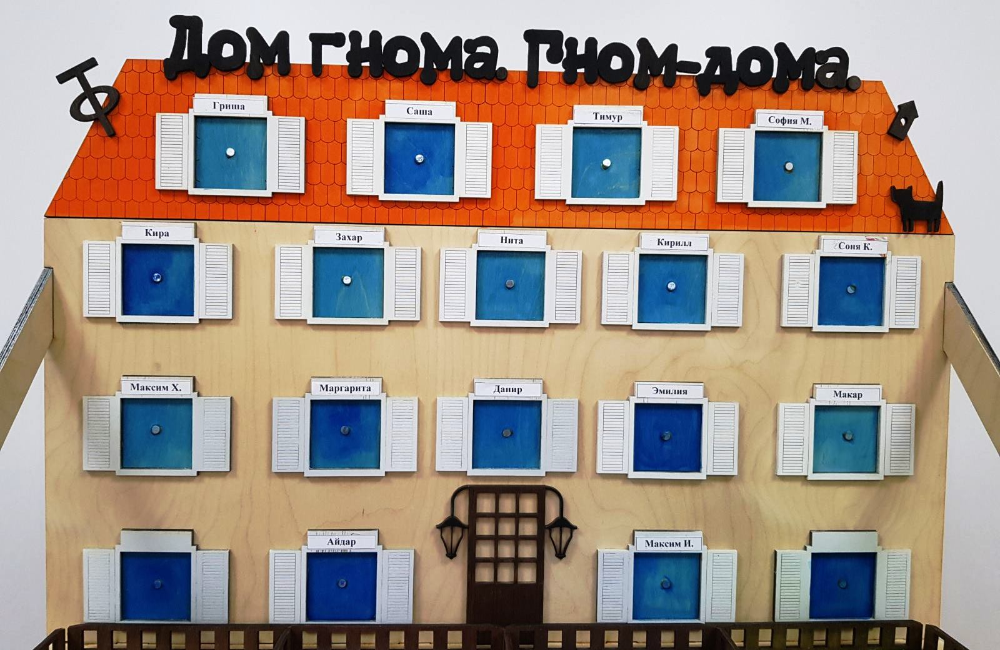 Дом гнома. Гном-дома.
Гриша
Саша
Тимур
София М.
Кира
Захар
Нита
Кирилл
Соня К.
Максим Х.
Маргарита
Данир
Эмилия
Макар
Айдар
Максим И.